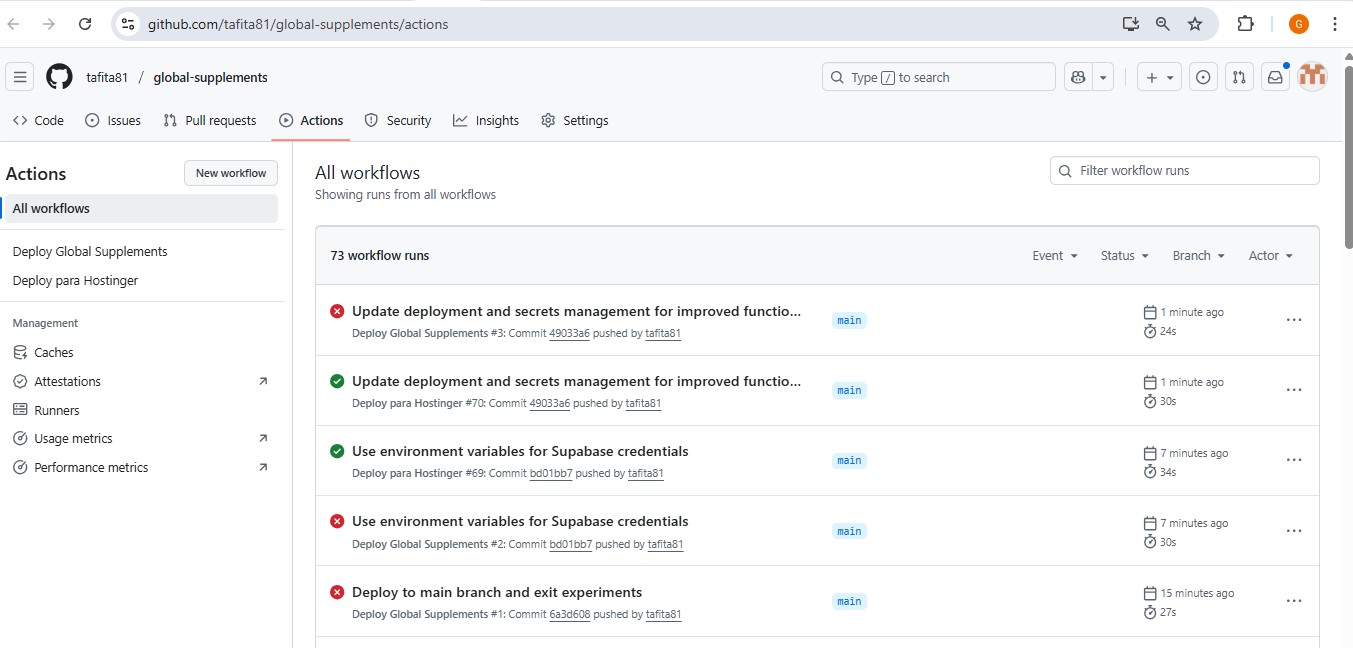 github.com/tafita81/global-supplements/actions
G
tafita81 / global-supplements
Type / to search
Code Issues Pull requests Actions Security Insights Settings
Actions
New workflow
All workflows
Deploy Global Supplements
Deploy para Hostinger
Management
Caches
Attestations
Runners
Usage metrics
Performance metrics
All workflows
Showing runs from all workflows
Filter workflow runs
73 workflow runs
Event Status Branch Actor
Update deployment and secrets management for improved functio...
Deploy Global Supplements #3: Commit 49033a6 pushed by tafita81
main
1 minute ago
24s
Update deployment and secrets management for improved functio...
Deploy para Hostinger #70: Commit 49033a6 pushed by tafita81
main
1 minute ago
30s
Use environment variables for Supabase credentials
Deploy para Hostinger #69: Commit bd01bb7 pushed by tafita81
main
7 minutes ago
34s
Use environment variables for Supabase credentials
Deploy Global Supplements #2: Commit bd01bb7 pushed by tafita81
main
7 minutes ago
30s
Deploy to main branch and exit experiments
Deploy Global Supplements #1: Commit 6a3d608 pushed by tafita81
main
15 minutes ago
27s